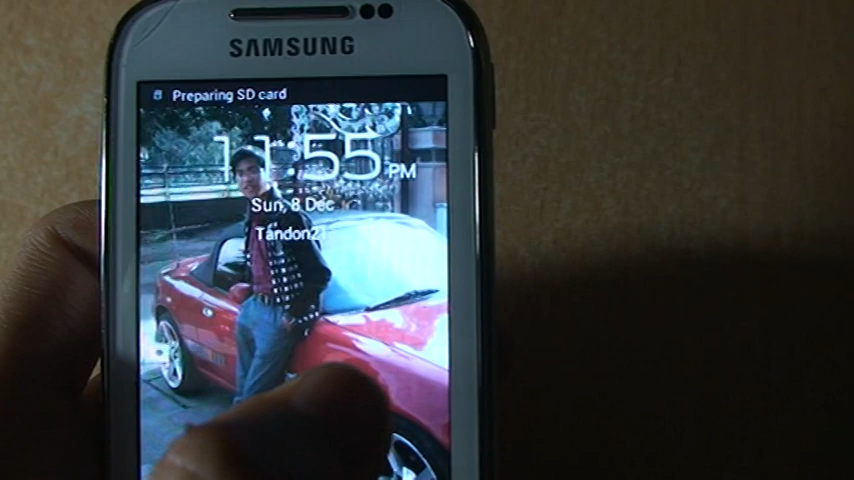 SAMSUNG
Preparing SD card
11:55 PM
Sun, 8 Dec
Tandon21